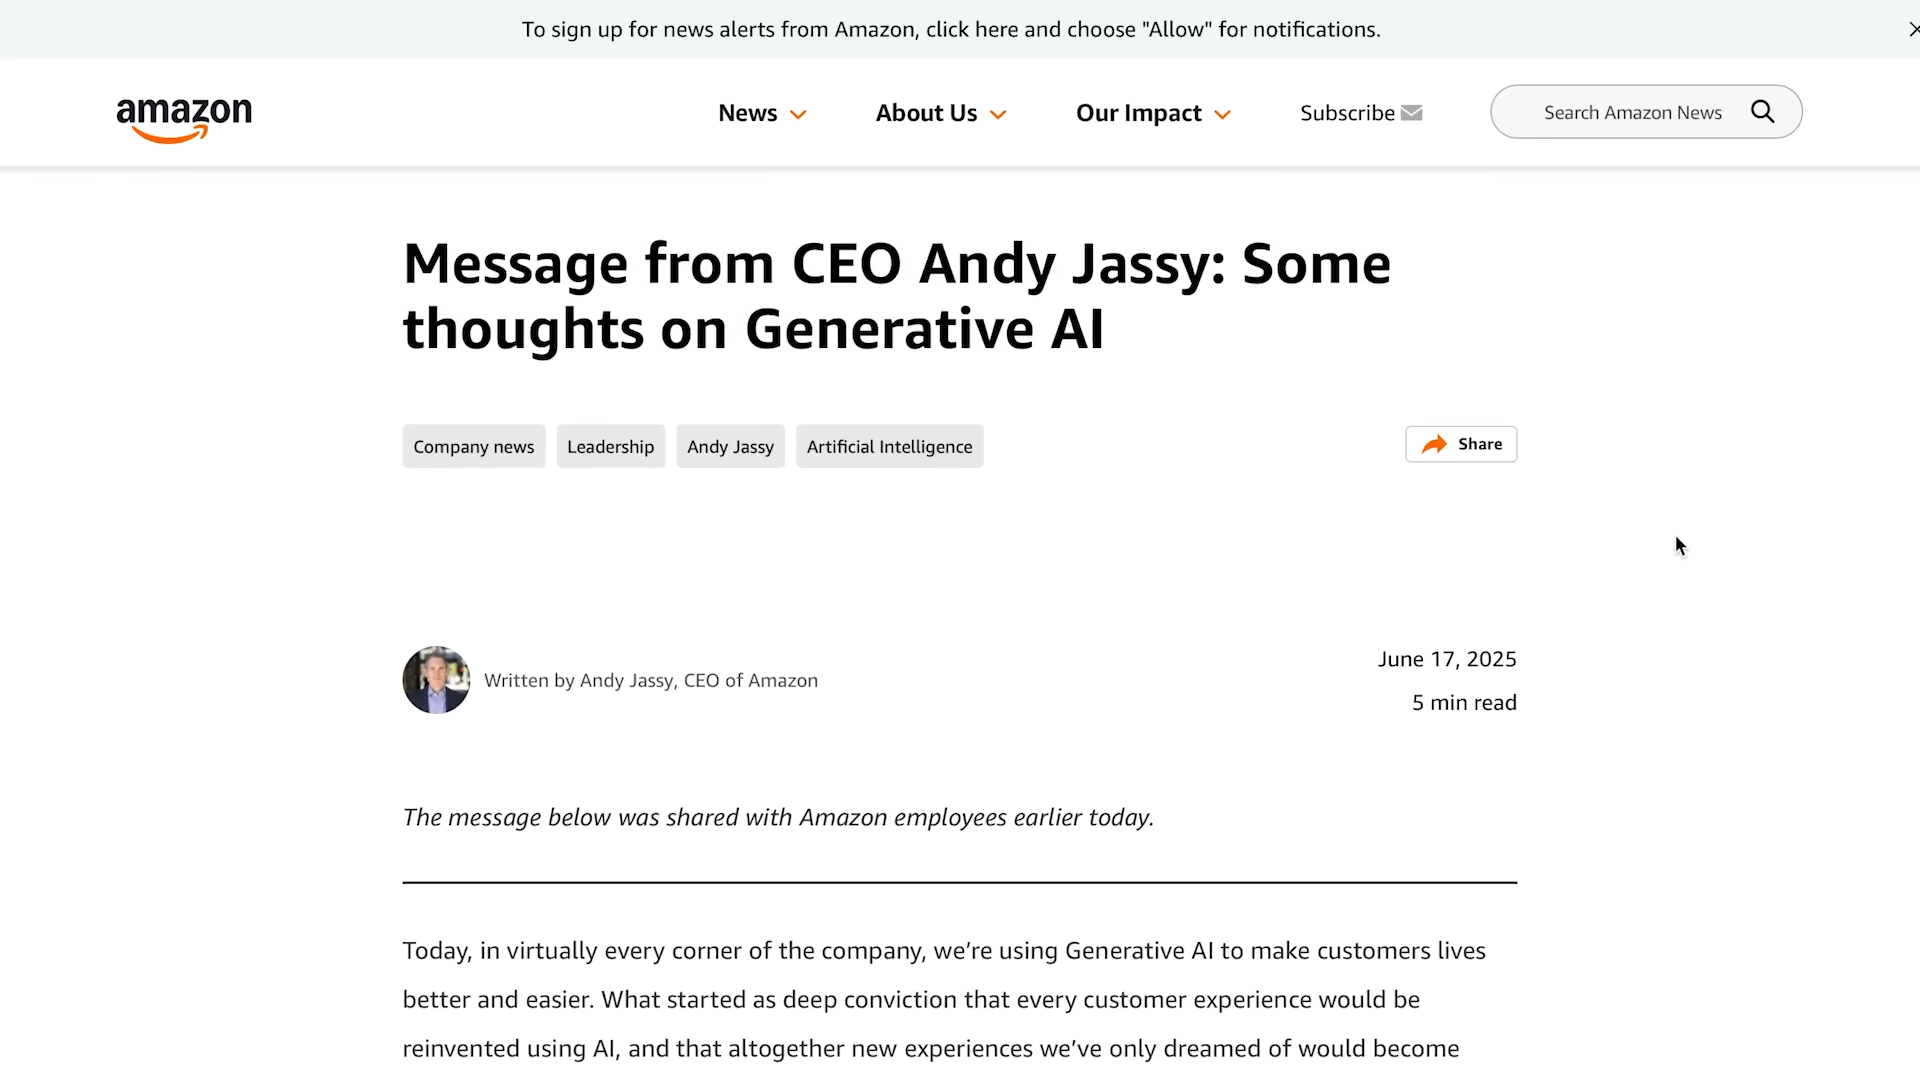 To sign up for news alerts from Amazon, click here and choose "Allow" for notifications.
amazon
News
About Us
Our Impact
Subscribe
Search Amazon News
Message from CEO Andy Jassy: Some
thoughts on Generative AI
Company news
Leadership
Andy Jassy
Artificial Intelligence
Share
Written by Andy Jassy, CEO of Amazon
June 17, 2025
5 min read
The message below was shared with Amazon employees earlier today.
Today, in virtually every corner of the company, we’re using Generative AI to make customers lives
better and easier. What started as deep conviction that every customer experience would be
reinvented using AI, and that altogether new experiences we’ve only dreamed of would become